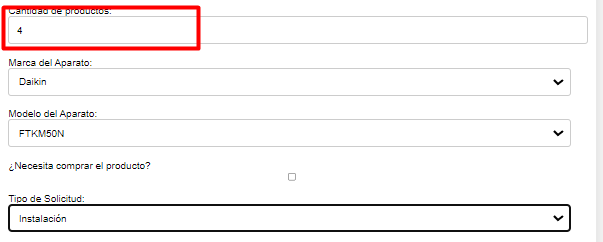 Cantidad de productos:
4
Marca del Aparato:
Daikin
Modelo del Aparato:
FTKM50N
¿Necesita comprar el producto?
Tipo de Solicitud:
Instalación